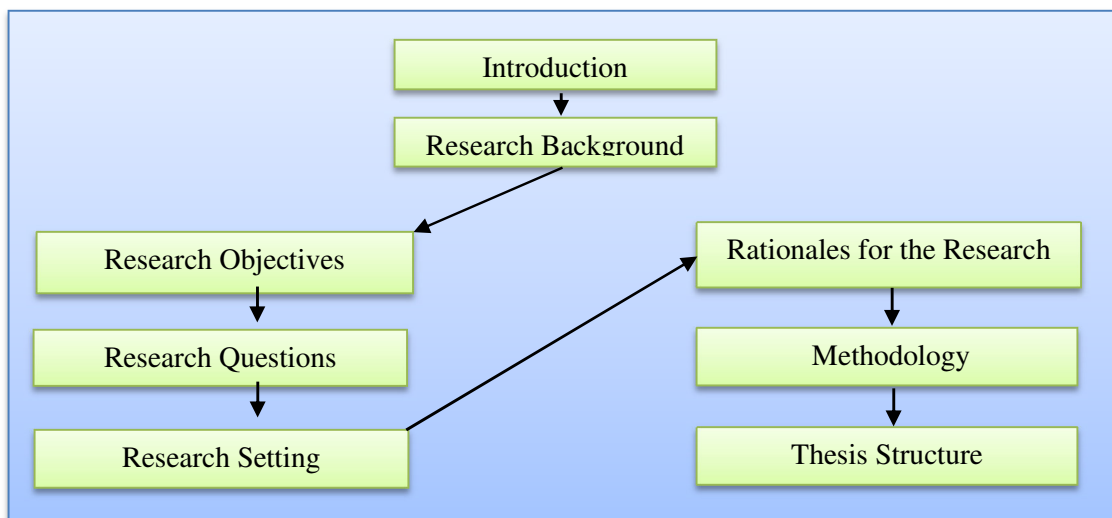 Introduction
Research Background
Research Objectives
Research Questions
Research Setting
Rationales for the Research
Methodology
Thesis Structure